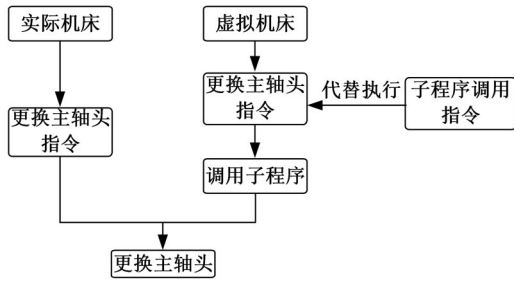 实际机床
虚拟机床
更换主轴头
指令
更换主轴头
指令
代替执行
子程序调用
指令
调用子程序
更换主轴头